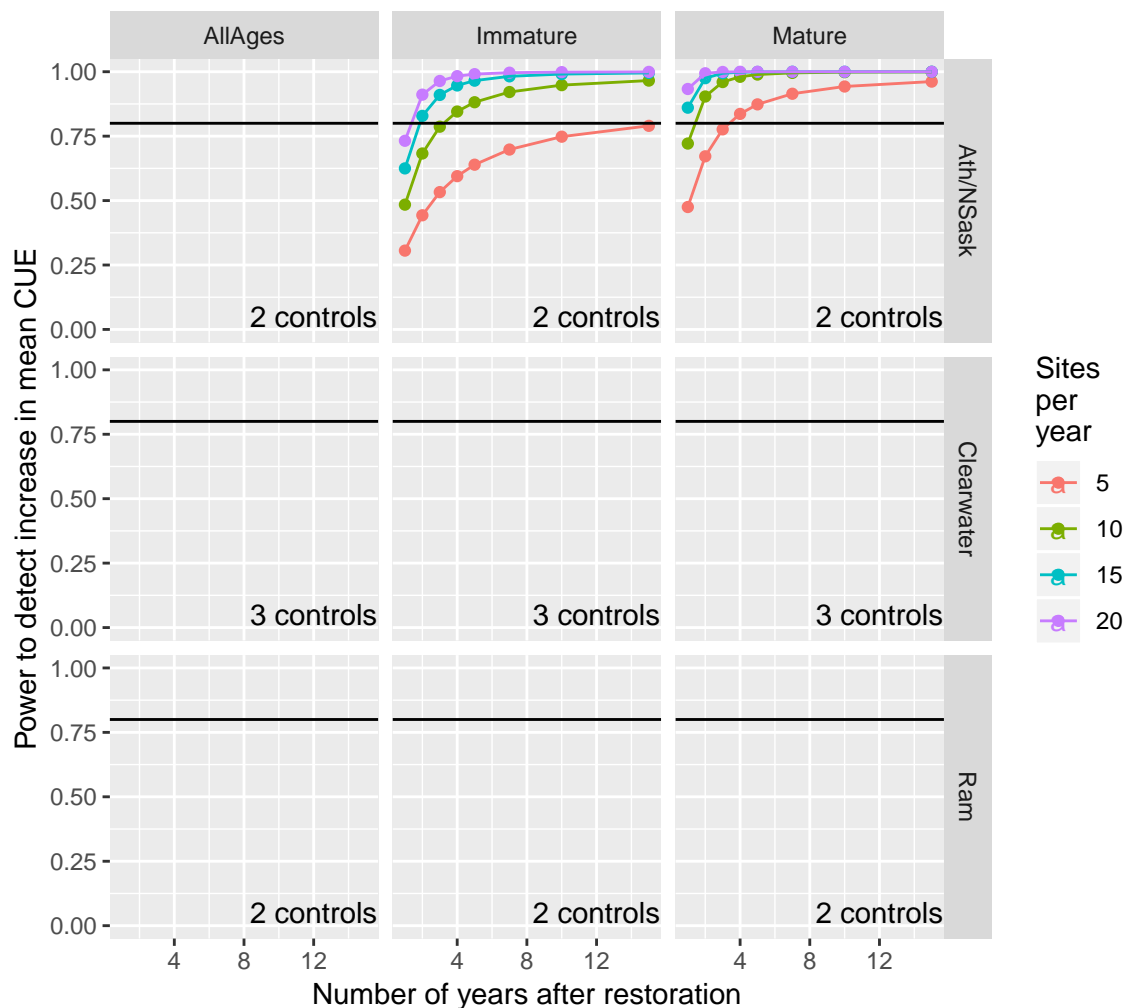 AllAges Immature Mature
Power to detect increase in mean CUE
1.00
0.75
0.50
0.25
0.00
2 controls 2 controls 2 controls
Ath/NSask
1.00
0.75
0.50
0.25
0.00
3 controls 3 controls 3 controls
Clearwater
1.00
0.75
0.50
0.25
0.00
2 controls 2 controls 2 controls
Ram
4 8 12 4 8 12 4 8 12
Number of years after restoration
Sites
per
year
a 5
a 10
a 15
a 20